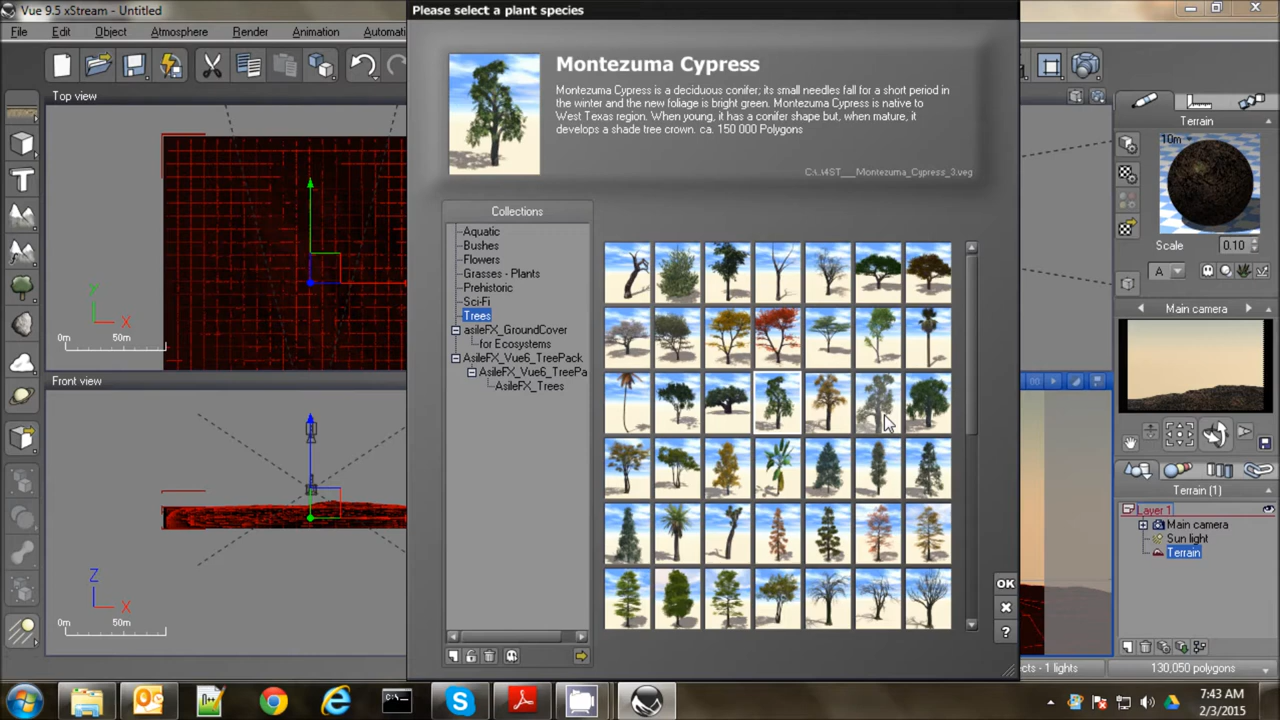 Vue 9.5 xStream - Untitled
File Edit Object Atmosphere Render Animation Automati
Please select a plant species
Montezuma Cypress
Montezuma Cypress is a deciduous conifer; its small needles fall for a short period in
the winter and the new foliage is bright green. Montezuma Cypress is native to
West Texas region. When young, it has a conifer shape but, when mature, it
develops a shade tree crown. ca. 150 000 Polygons
C:\..\4ST___Montezuma_Cypress_3.veg
Top view
Y
X
0m 50m
Front view
Z
X
0m 50m
Collections
Aquatic
Bushes
Flowers
Grasses - Plants
Prehistoric
Sci-Fi
Trees
asileFX_GroundCover
for Ecosystems
AsileFX_Vue6_TreePack
AsileFX_Vue6_TreePa
AsileFX_Trees
OK
?
Terrain
10m
Scale 0.10
A
Main camera
Terrain (1)
Layer 1
Main camera
Sun light
Terrain
ects - 1 lights
130,050 polygons
7:43 AM
2/3/2015